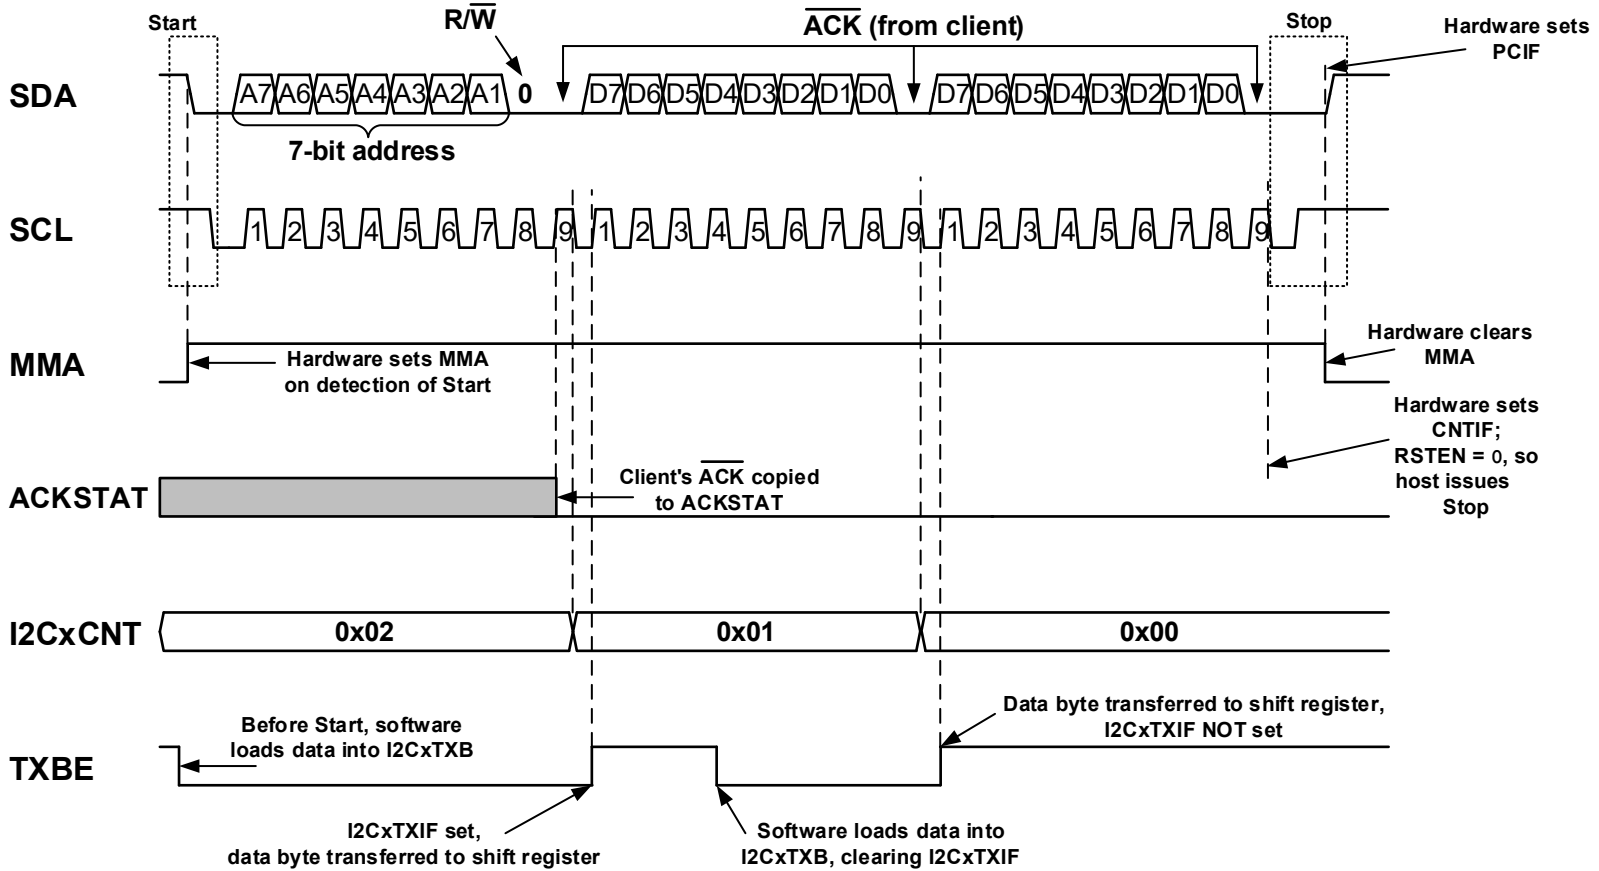 Start
R/W
ACK (from client)
Stop
Hardware sets
PCIF
SDA
A7 A6 A5 A4 A3 A2 A1 0 D7 D6 D5 D4 D3 D2 D1 D0 D7 D6 D5 D4 D3 D2 D1 D0
7-bit address
SCL
1 2 3 4 5 6 7 8 9 1 2 3 4 5 6 7 8 9 1 2 3 4 5 6 7 8 9
MMA
Hardware sets MMA
on detection of Start
Hardware clears
MMA
Hardware sets
CNTIF;
RSTEN = 0, so
host issues
Stop
ACKSTAT
Client's ACK copied
to ACKSTAT
I2CxCNT
0x02 0x01 0x00
TXBE
Before Start, software
loads data into I2CxTXB
Data byte transferred to shift register,
I2CxTXIF NOT set
I2CxTXIF set,
data byte transferred to shift register
Software loads data into
I2CxTXB, clearing I2CxTXIF